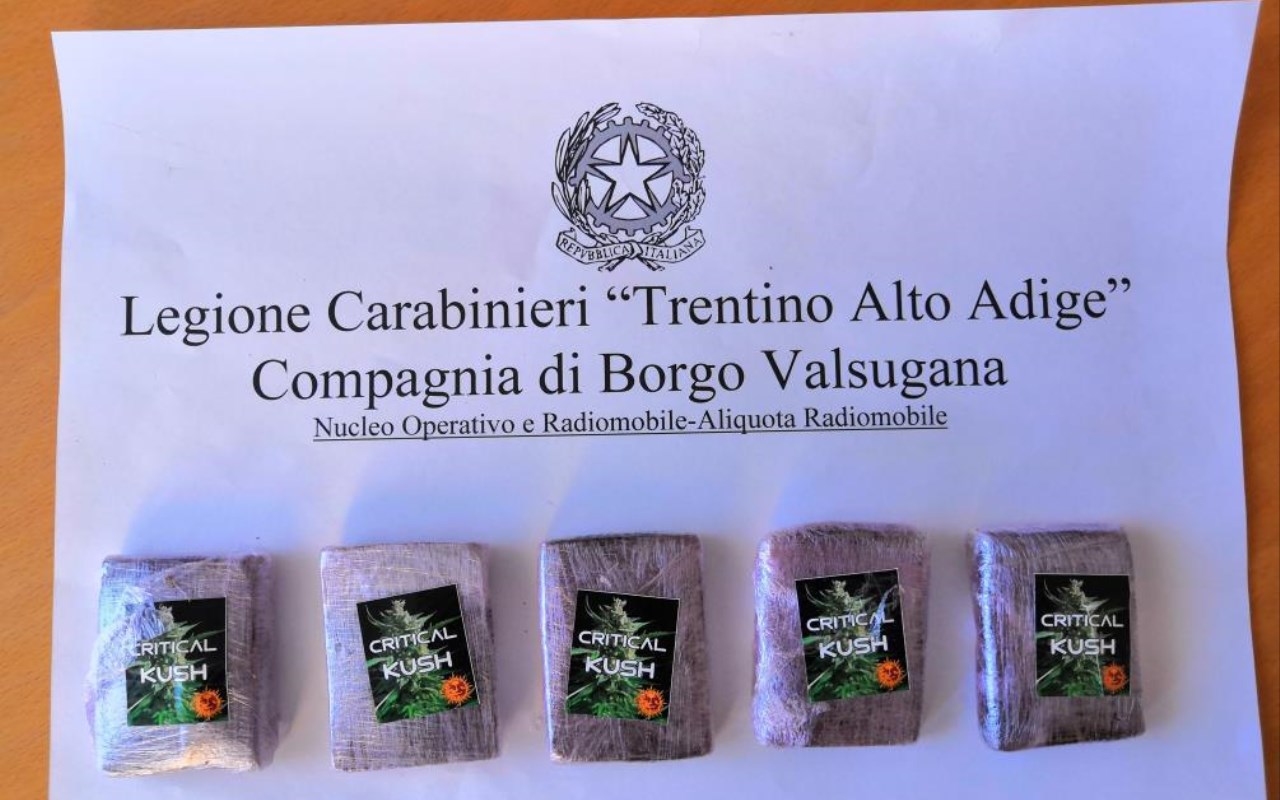 REPVBBLICA ITALIANA
Legione Carabinieri “Trentino Alto Adige”
Compagnia di Borgo Valsugana
Nucleo Operativo e Radiomobile-Aliquota Radiomobile
CRITICAL
KUSH
CRITICAL
KUSH
CRITICAL
KUSH
CRITICAL
KUSH
CRITICAL
KUSH